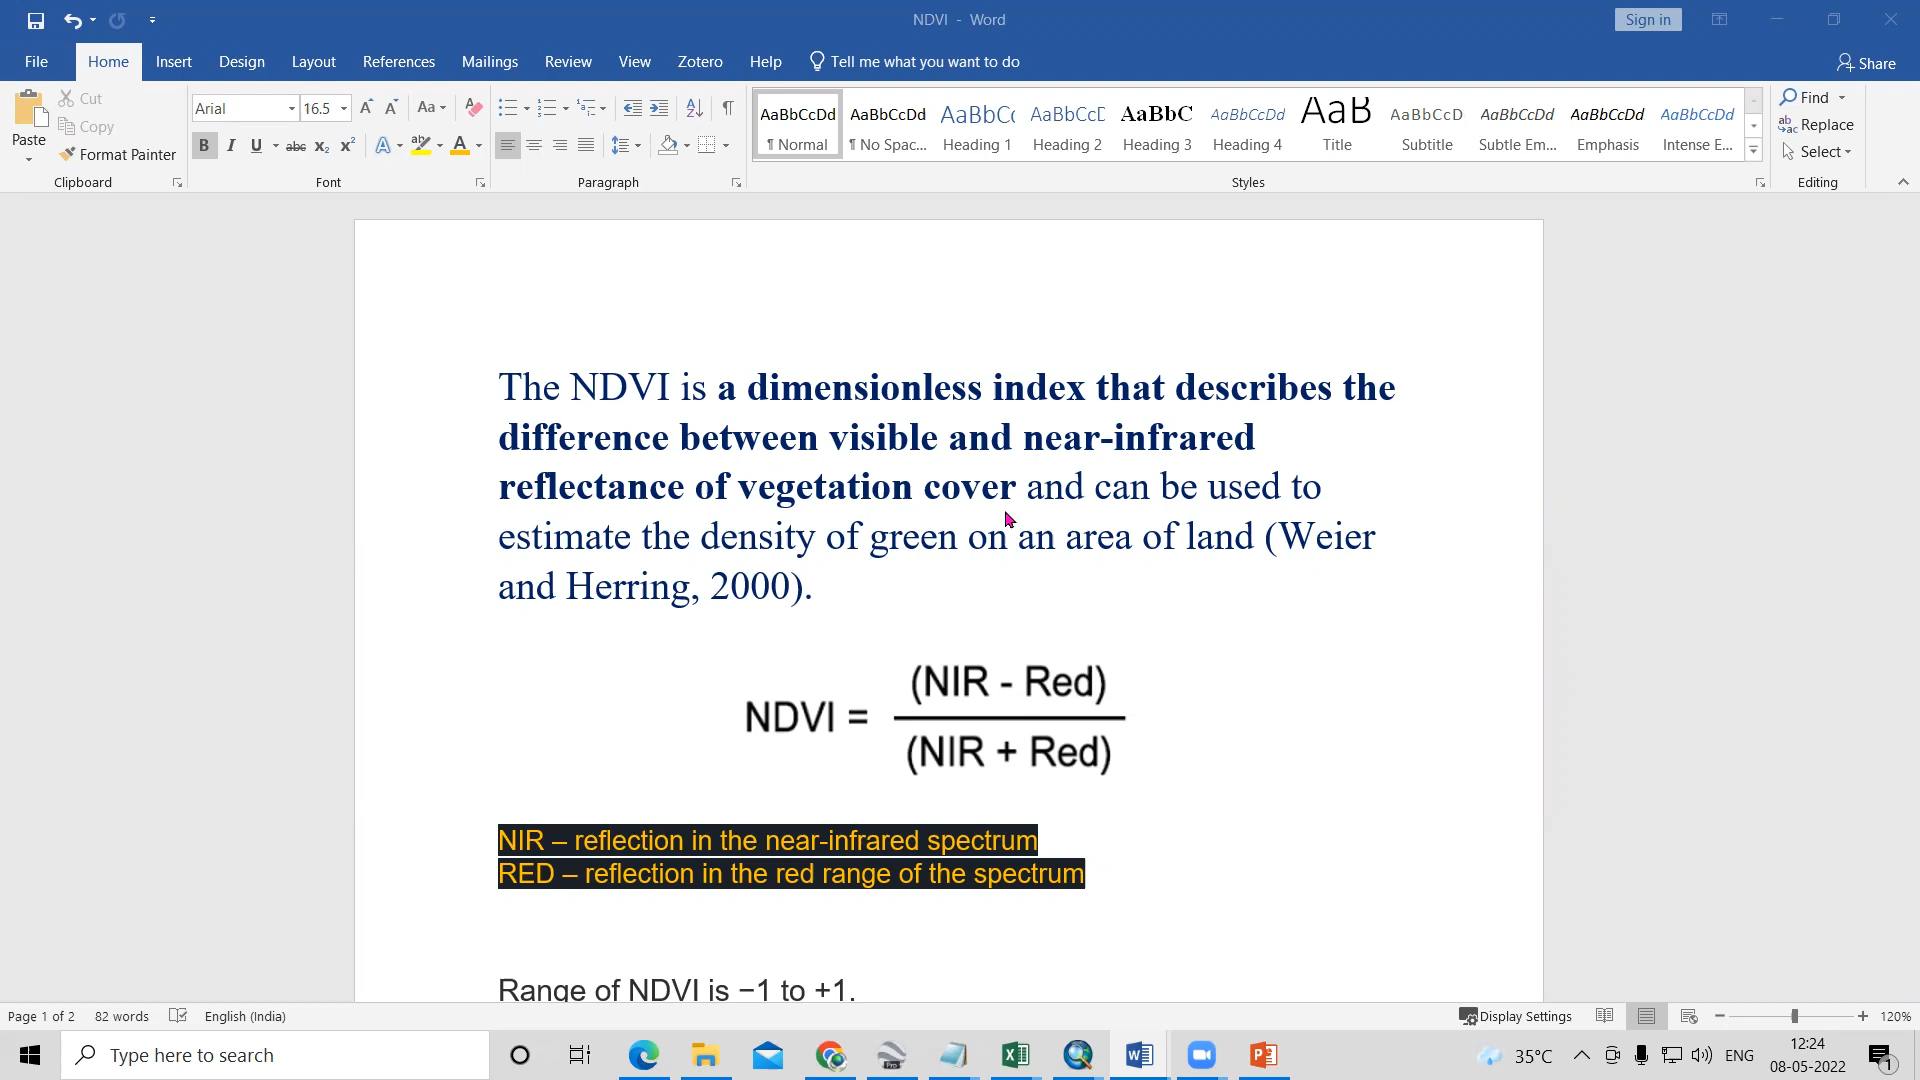 NDVI - Word
Sign in
File Home Insert Design Layout References Mailings Review View Zotero Help Tell me what you want to do
Share
Paste
Cut
Copy
Format Painter
Clipboard
Arial 16.5
Font
Paragraph
AaBbCcDd AaBbCcDd AaBbC AaBbCcD AaBbC AaBbCcDd AaB AaBbCcD AaBbCcDd AaBbCcDd AaBbCcDd
¶ Normal ¶ No Spac... Heading 1 Heading 2 Heading 3 Heading 4 Title Subtitle Subtle Em... Emphasis Intense E...
Styles
Find
Replace
Select
Editing
The NDVI is a dimensionless index that describes the
difference between visible and near-infrared
reflectance of vegetation cover and can be used to
estimate the density of green on an area of land (Weier
and Herring, 2000).
(NIR - Red)
NDVI =
(NIR + Red)
NIR – reflection in the near-infrared spectrum
RED – reflection in the red range of the spectrum
Range of NDVI is −1 to +1.
Page 1 of 2 82 words English (India)
Display Settings
120%
Type here to search
35°C
ENG
12:24
08-05-2022
1